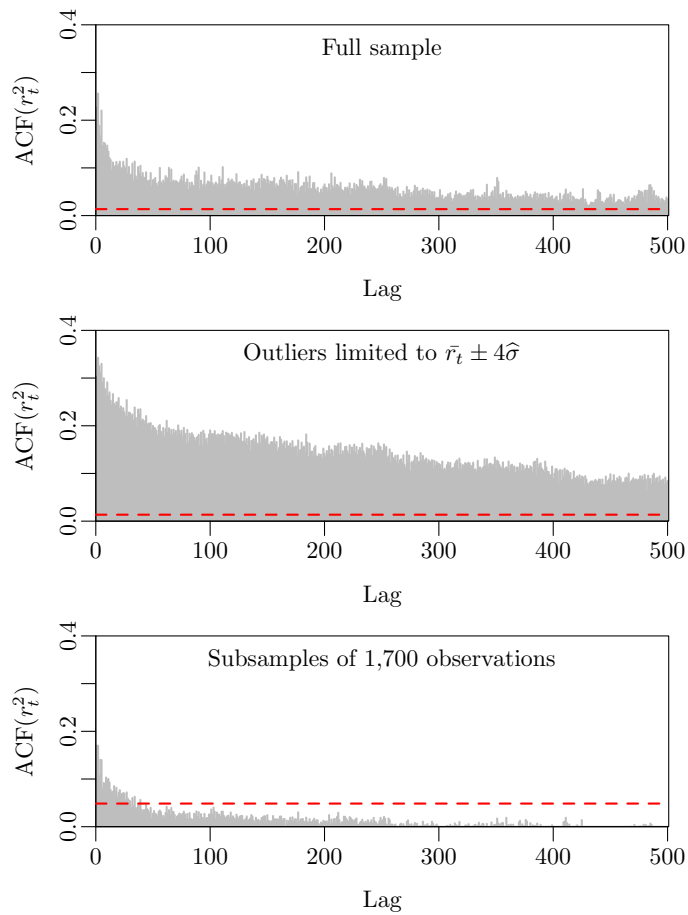 Full sample
ACF(r_t^2)
0.4
0.2
0.0
0 100 200 300 400 500
Lag
Outliers limited to r̄_t ± 4σ̂
ACF(r_t^2)
0.4
0.2
0.0
0 100 200 300 400 500
Lag
Subsamples of 1,700 observations
ACF(r_t^2)
0.4
0.2
0.0
0 100 200 300 400 500
Lag